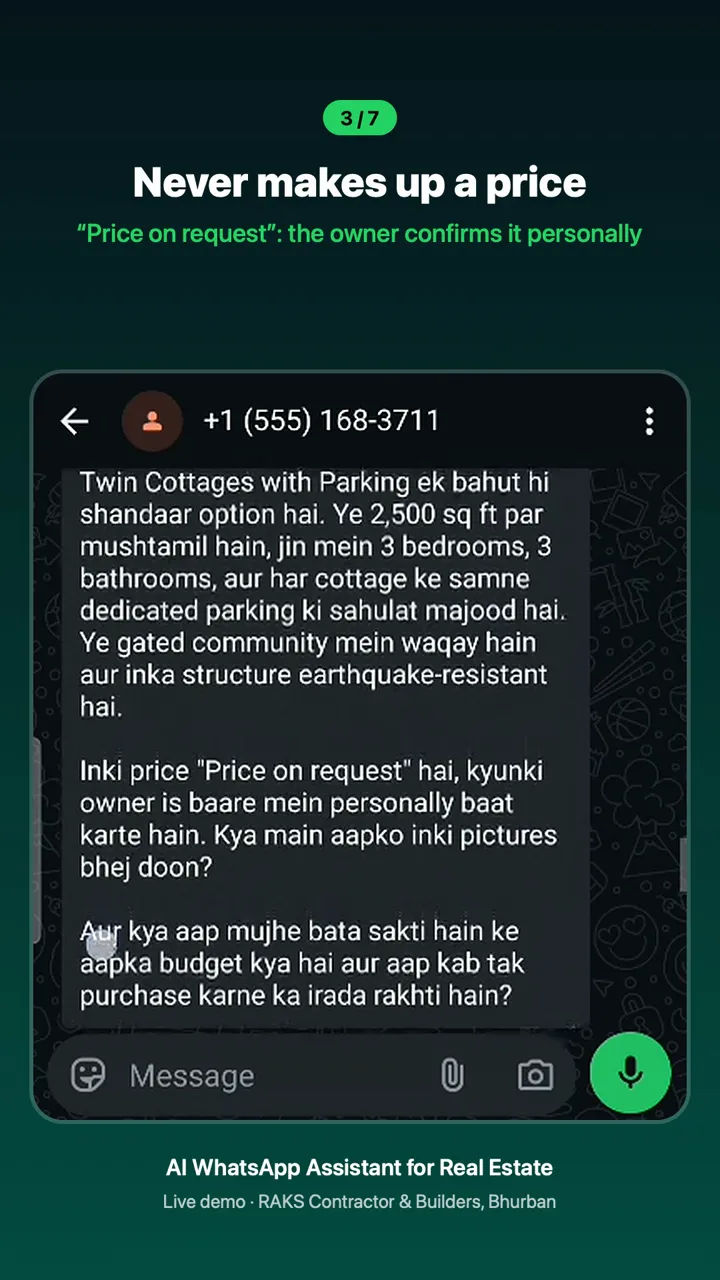 3/7
Never makes up a price
“Price on request”: the owner confirms it personally
+1 (555) 168-3711
Twin Cottages with Parking ek bahut hi
shandaar option hai. Ye 2,500 sq ft par
mushtamil hain, jin mein 3 bedrooms, 3
bathrooms, aur har cottage ke samne
dedicated parking ki sahulat majood hai.
Ye gated community mein waqay hain
aur inka structure earthquake-resistant
hai.
Inki price "Price on request" hai, kyunki
owner is baare mein personally baat
karte hain. Kya main aapko inki pictures
bhej doon?
Aur kya aap mujhe bata sakti hain ke
aapka budget kya hai aur aap kab tak
purchase karne ka irada rakhti hain?
Message
AI WhatsApp Assistant for Real Estate
Live demo · RAKS Contractor & Builders, Bhurban